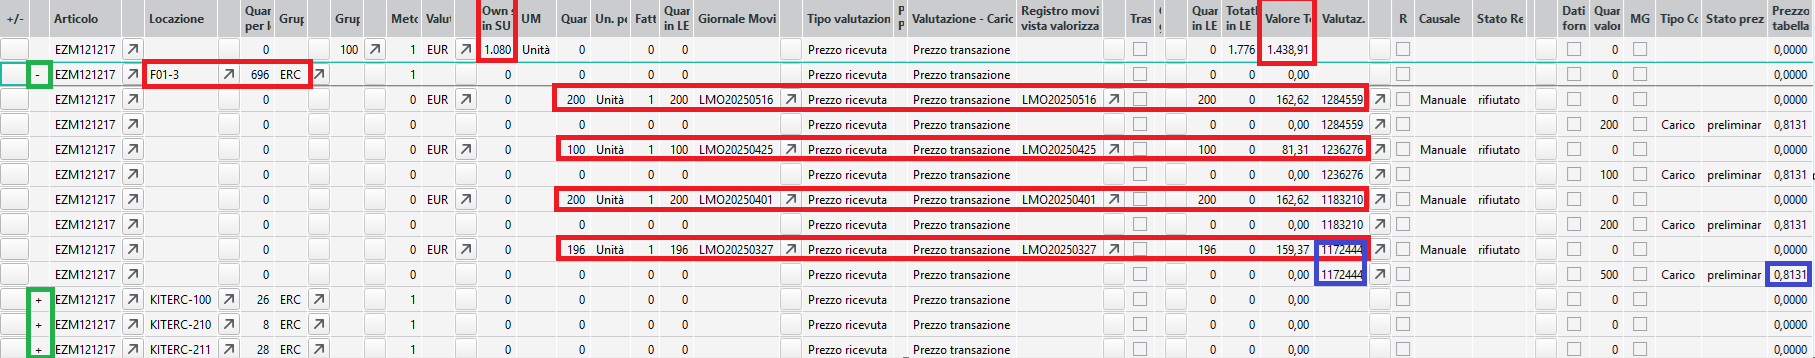 +/- Articolo Locazione Quar per l Grup Grup Meto Valut Own s in SU UM Quar Un. pe Fatt Quar in LE Giornale Movi Tipo valutazion P P Valutazione - Caric Registro movi vista valorizza Tras Quar in LE Totatl in LE Valore To Valutaz. R Causale Stato Re Dati forn Quar valor MG Tipo Co Stato prez Prezzo tabella
EZM121217 0 100 1 EUR 1.080 Unità 0 0 0 Prezzo ricevuta Prezzo transazione 0 1.776 1.438,91 0 0,0000
- EZM121217 F01-3 696 ERC 1 0 0 0 0 Prezzo ricevuta Prezzo transazione 0 0 0,00 0 0,0000
EZM121217 0 0 EUR 0 200 Unità 1 200 LMO20250516 Prezzo ricevuta Prezzo transazione LMO20250516 200 0 162,62 1284559 Manuale rifiutato 0 0,0000
EZM121217 0 0 0 0 0 0 Prezzo ricevuta Prezzo transazione 0 0 0,00 1284559 200 Carico preliminar 0,8131
EZM121217 0 0 EUR 0 100 Unità 1 100 LMO20250425 Prezzo ricevuta Prezzo transazione LMO20250425 100 0 81,31 1236276 Manuale rifiutato 0 0,0000
EZM121217 0 0 0 0 0 0 Prezzo ricevuta Prezzo transazione 0 0 0,00 1236276 100 Carico preliminar 0,8131
EZM121217 0 0 EUR 0 200 Unità 1 200 LMO20250401 Prezzo ricevuta Prezzo transazione LMO20250401 200 0 162,62 1183210 Manuale rifiutato 0 0,0000
EZM121217 0 0 0 0 0 0 Prezzo ricevuta Prezzo transazione 0 0 0,00 1183210 200 Carico preliminar 0,8131
EZM121217 0 0 EUR 0 196 Unità 1 196 LMO20250327 Prezzo ricevuta Prezzo transazione LMO20250327 196 0 159,37 1172444 Manuale rifiutato 0 0,0000
EZM121217 0 0 0 0 0 0 Prezzo ricevuta Prezzo transazione 0 0 0,00 1172444 500 Carico preliminar 0,8131
+ EZM121217 KITERC-100 26 ERC 1 0 0 0 0 Prezzo ricevuta Prezzo transazione 0 0 0,00 0 0,0000
+ EZM121217 KITERC-210 8 ERC 1 0 0 0 0 Prezzo ricevuta Prezzo transazione 0 0 0,00 0 0,0000
+ EZM121217 KITERC-211 28 ERC 1 0 0 0 0 Prezzo ricevuta Prezzo transazione 0 0 0,00 0 0,0000